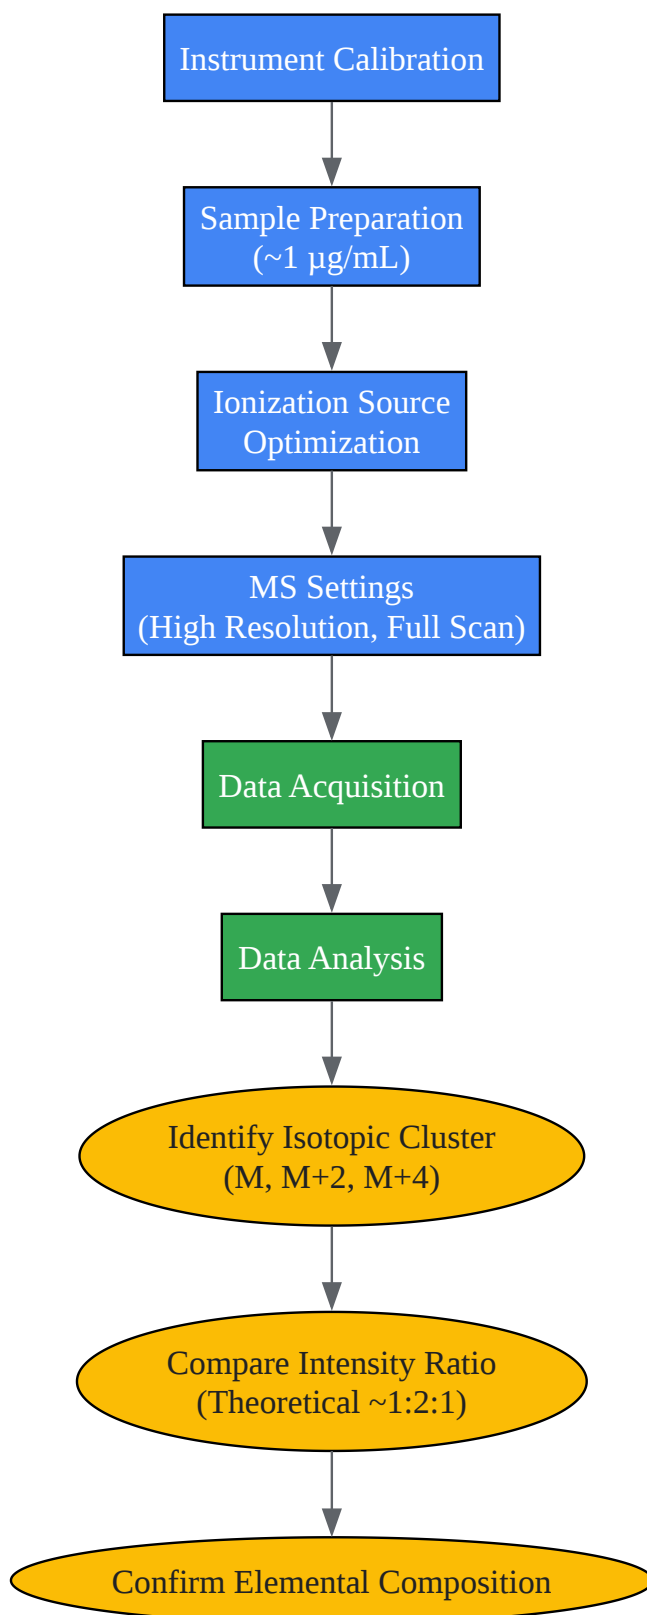 Instrument Calibration
Sample Preparation
(~1 µg/mL)
Ionization Source
Optimization
MS Settings
(High Resolution, Full Scan)
Data Acquisition
Data Analysis
Identify Isotopic Cluster
(M, M+2, M+4)
Compare Intensity Ratio
(Theoretical ~1:2:1)
Confirm Elemental Composition